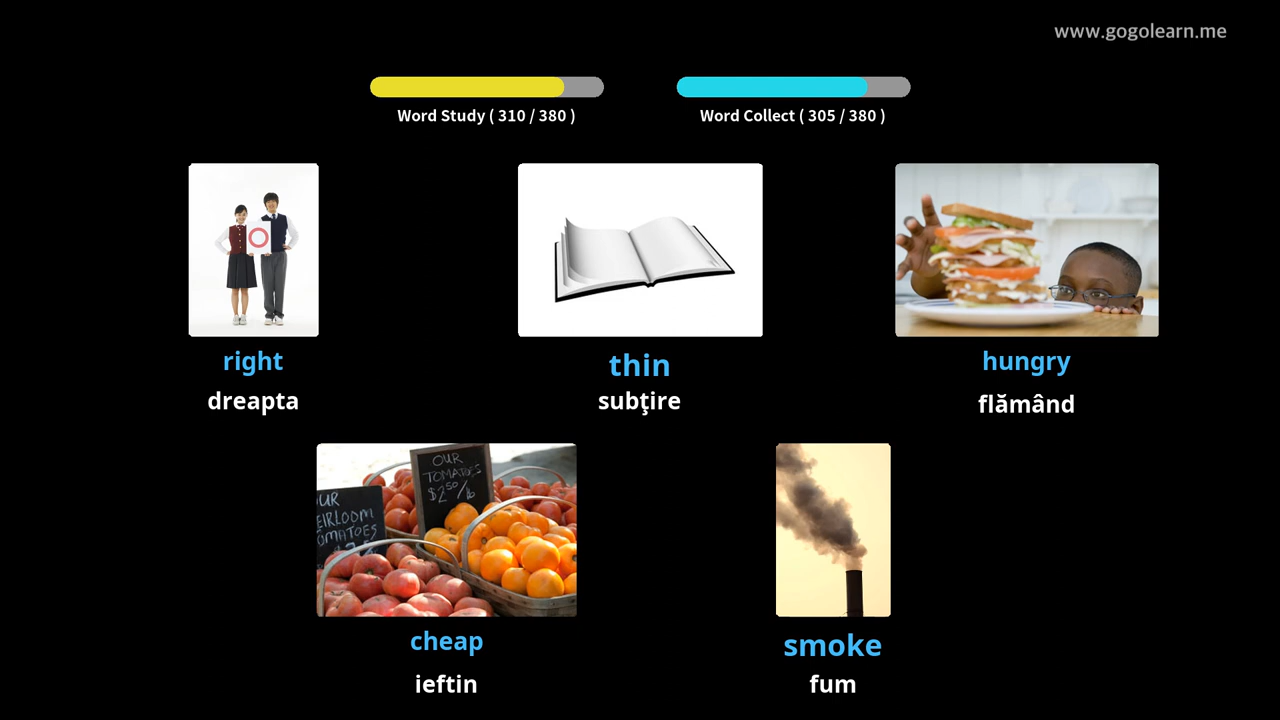 www.gogolearn.me
Word Study ( 310 / 380 )
Word Collect ( 305 / 380 )
right
thin
hungry
dreapta
subţire
flămând
OUR
TOMATOES
$2.50/lb
UR
EIRLOOM
OMATOES
cheap
smoke
ieftin
fum